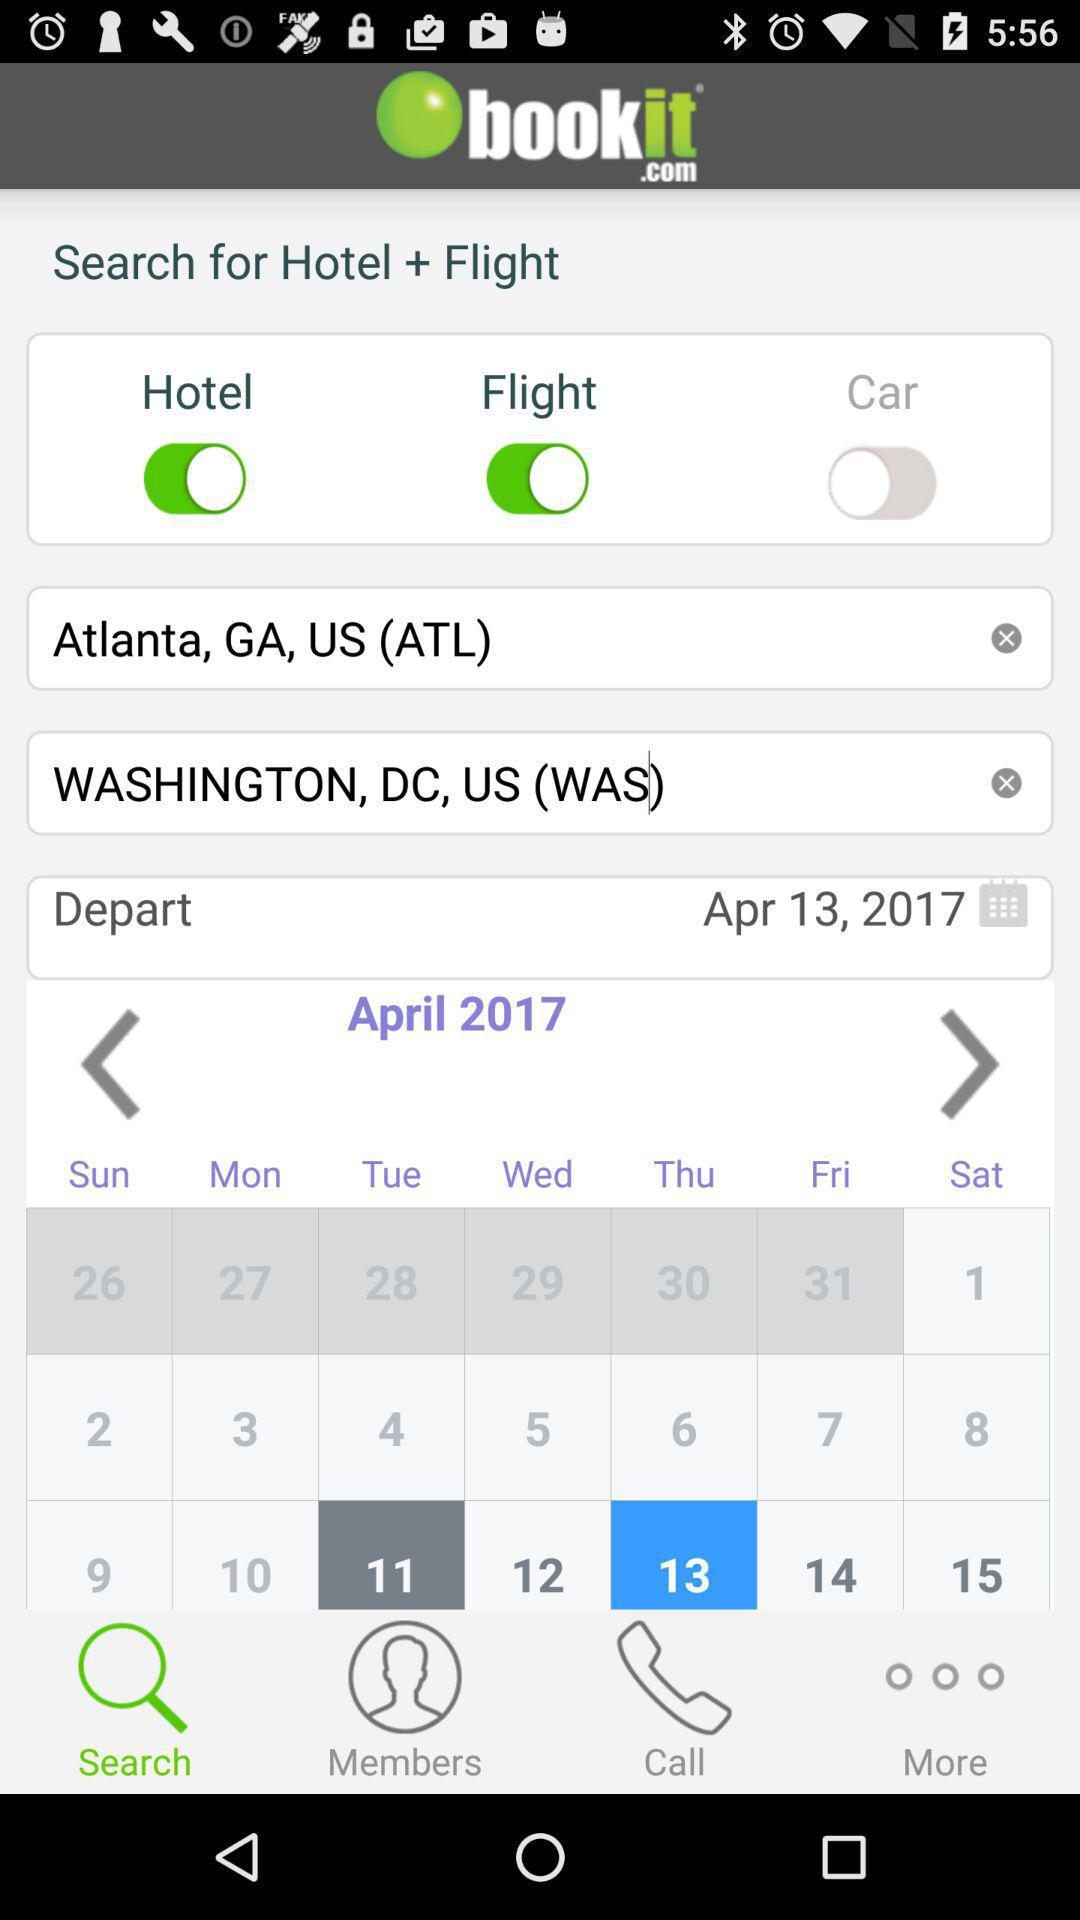 FAKE
5:56
bookit®
.com
Search for Hotel + Flight
Hotel Flight Car
Atlanta, GA, US (ATL)
WASHINGTON, DC, US (WAS)
Depart Apr 13, 2017
April 2017
Sun Mon Tue Wed Thu Fri Sat
26 27 28 29 30 31 1
2 3 4 5 6 7 8
9 10 11 12 13 14 15
Search Members Call More